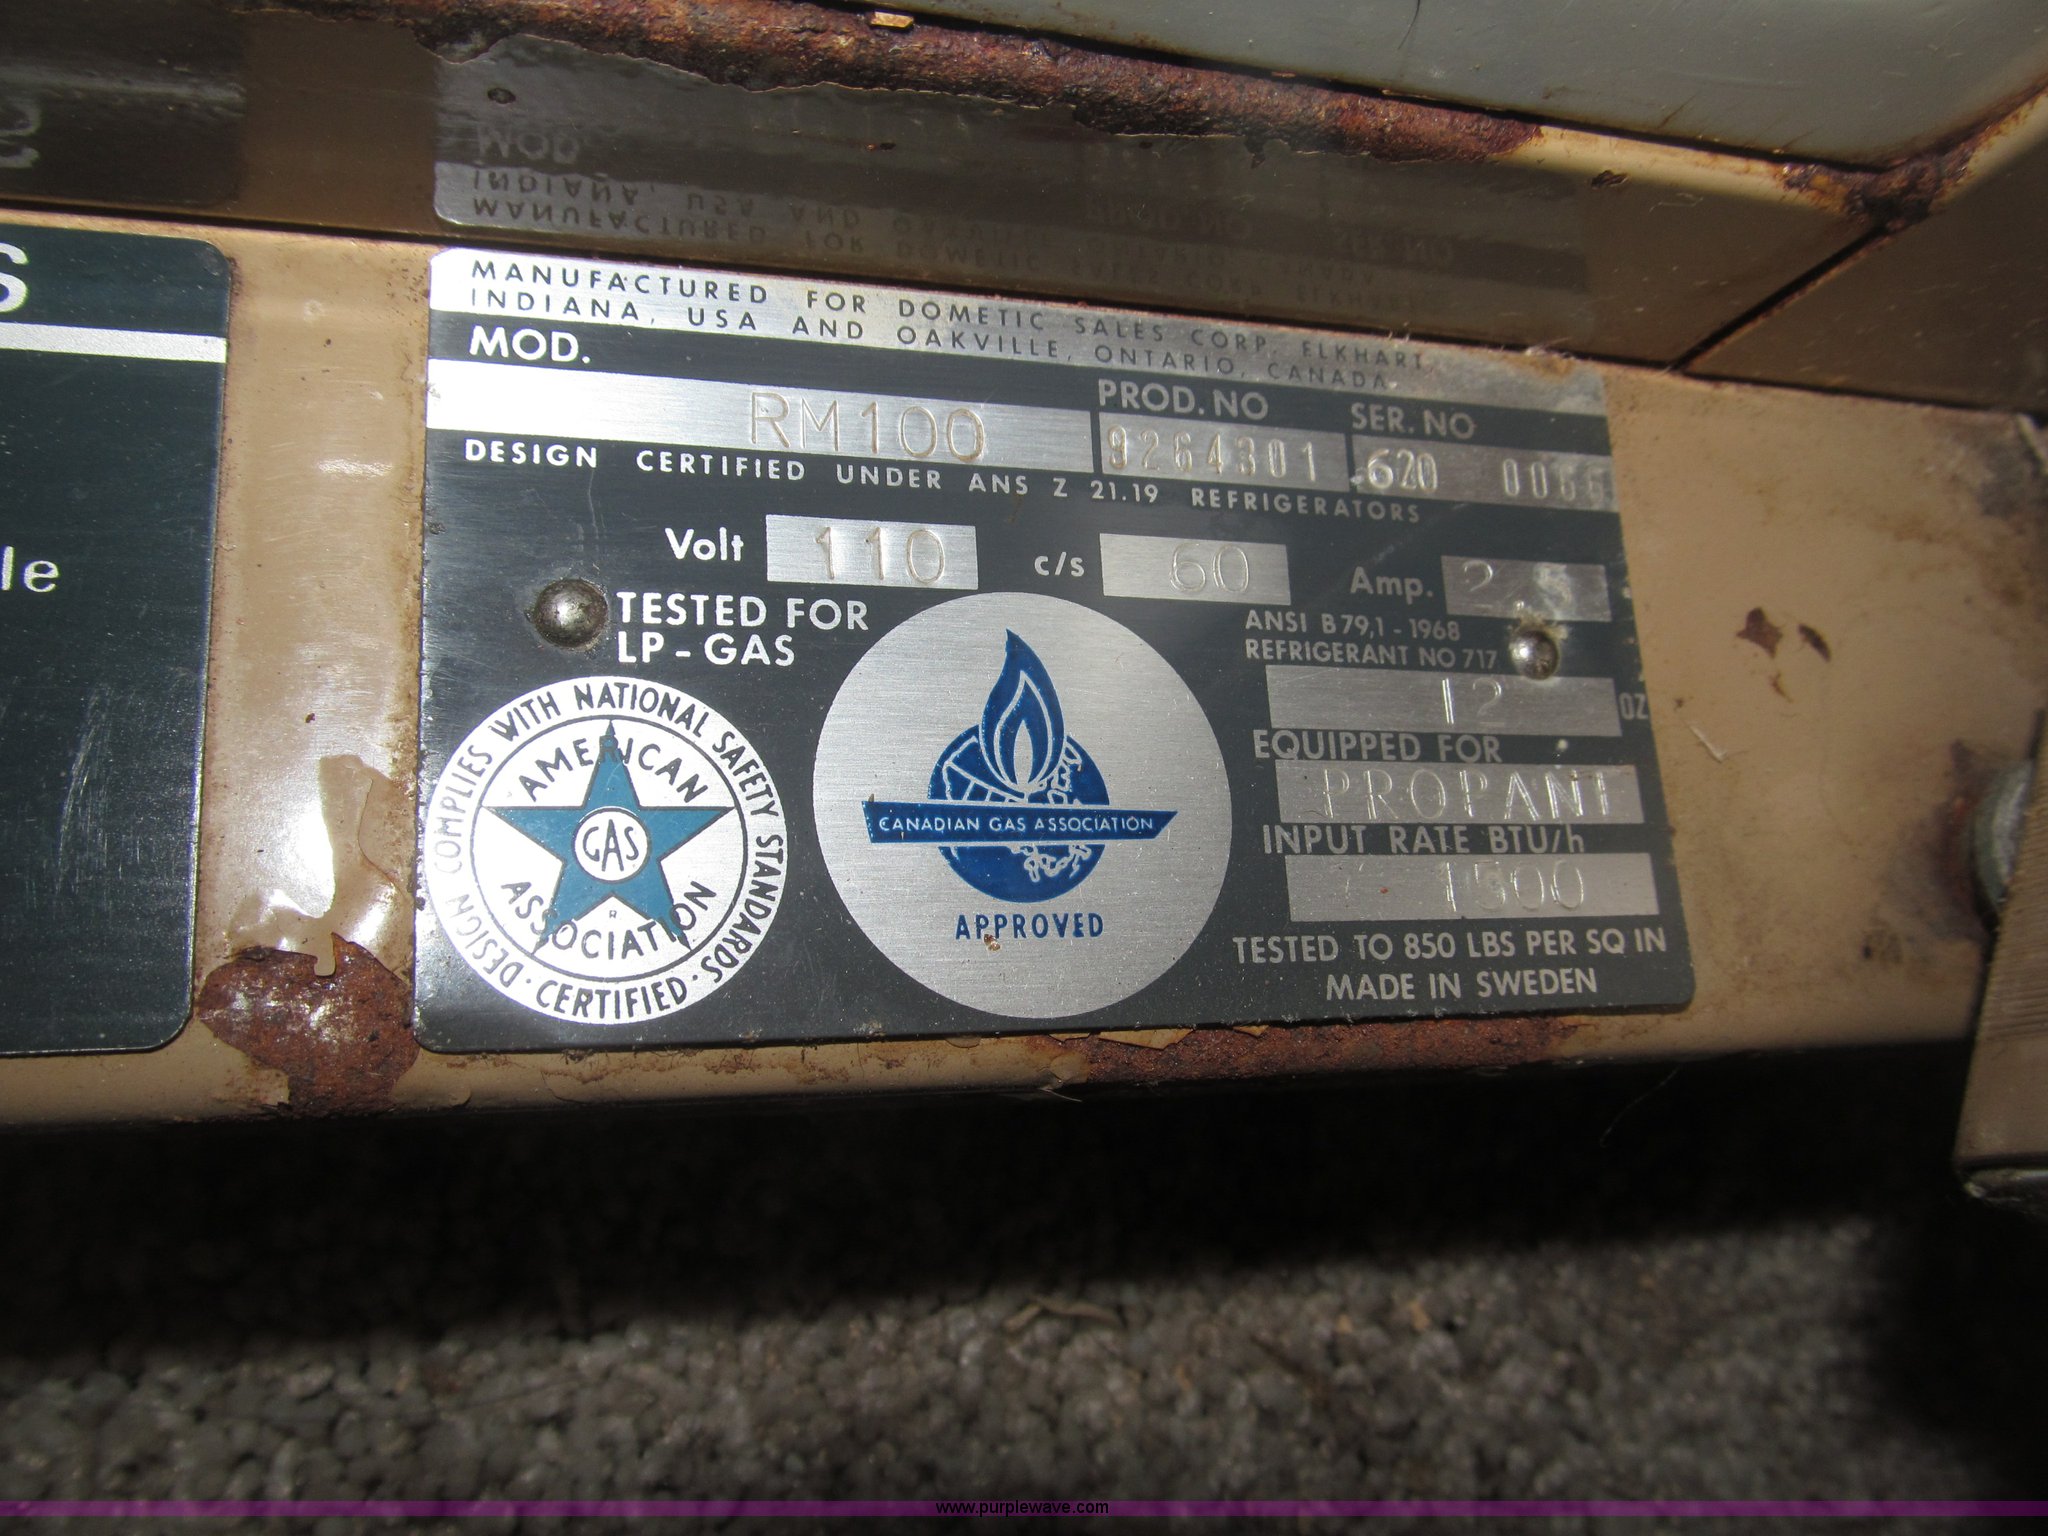 S
le
MANUFACTURED FOR DOMETIC SALES CORP. ELKHART,
INDIANA, USA AND OAKVILLE, ONTARIO, CANADA.
MOD. PROD. NO SER. NO
RM100 9264301 620 0066
DESIGN CERTIFIED UNDER ANS Z 21.19 REFRIGERATORS
Volt 110 c/s 60 Amp. 2.
TESTED FOR
LP-GAS
ANSI B79,1-1968
REFRIGERANT NO 717
12 OZ
EQUIPPED FOR
PROPANE
INPUT RATE BTU/h
1500
TESTED TO 850 LBS PER SQ IN
MADE IN SWEDEN
DESIGN COMPLIES WITH NATIONAL SAFETY STANDARDS · CERTIFIED ·
AMERICAN
GAS
ASSOCIATION
R
CANADIAN GAS ASSOCIATION
APPROVED
www.purplewave.com